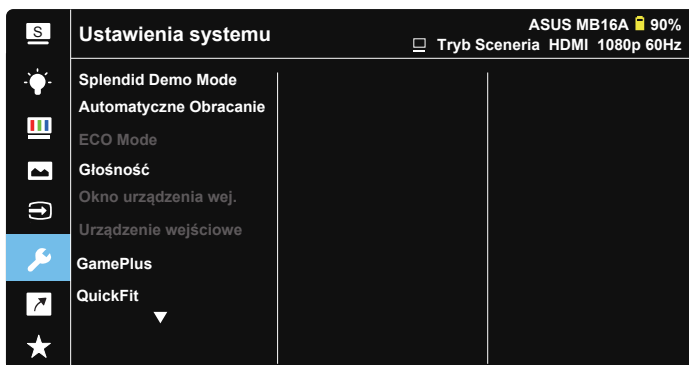 S
Ustawienia systemu
ASUS MB16A 90%
Tryb Sceneria HDMI 1080p 60Hz
Splendid Demo Mode
Automatyczne Obracanie
ECO Mode
Głośność
Okno urządzenia wej.
Urządzenie wejściowe
GamePlus
QuickFit